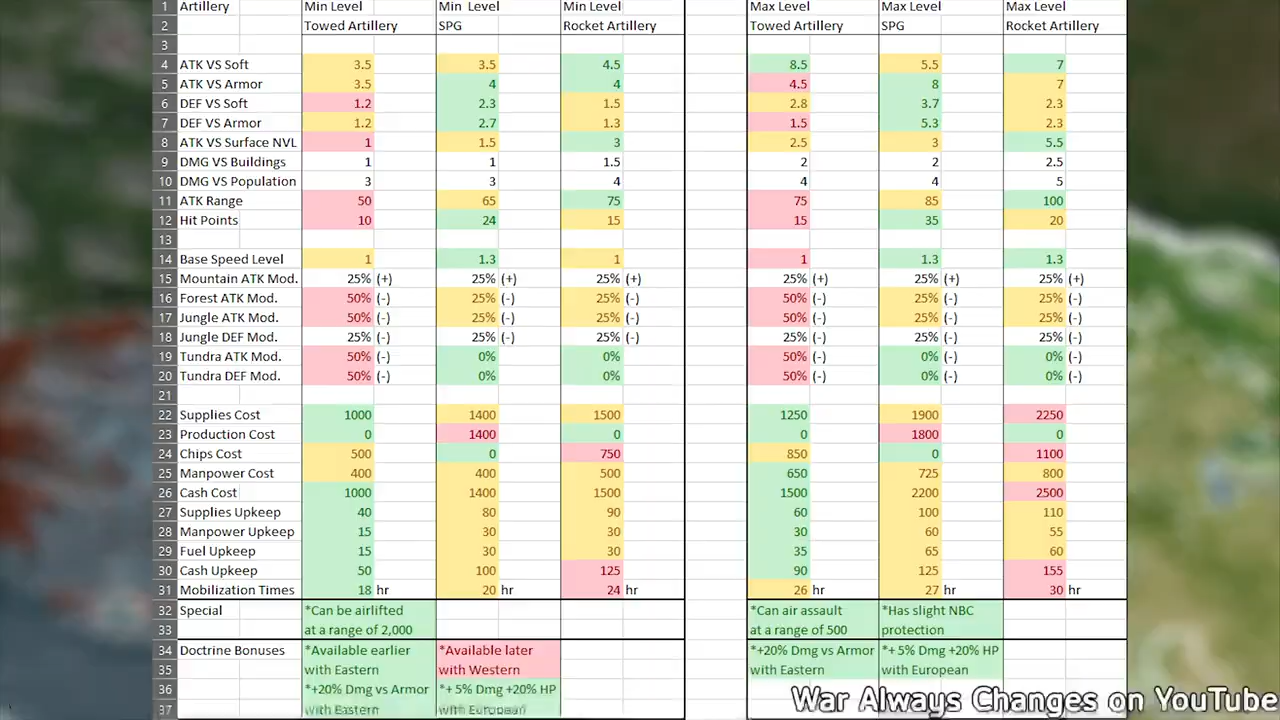 1 Artillery Min Level Min Level Min Level Max Level Max Level Max Level
2 Towed Artillery SPG Rocket Artillery Towed Artillery SPG Rocket Artillery
3
4 ATK VS Soft 3.5 3.5 4.5 8.5 5.5 7
5 ATK VS Armor 3.5 4 4 4.5 8 7
6 DEF VS Soft 1.2 2.3 1.5 2.8 3.7 2.3
7 DEF VS Armor 1.2 2.7 1.3 1.5 5.3 2.3
8 ATK VS Surface NVL 1 1.5 3 2.5 3 5.5
9 DMG VS Buildings 1 1 1.5 2 2 2.5
10 DMG VS Population 3 3 4 4 4 5
11 ATK Range 50 65 75 75 85 100
12 Hit Points 10 24 15 15 35 20
13
14 Base Speed Level 1 1.3 1 1 1.3 1.3
15 Mountain ATK Mod. 25% (+) 25% (+) 25% (+) 25% (+) 25% (+) 25% (+)
16 Forest ATK Mod. 50% (-) 25% (-) 25% (-) 50% (-) 25% (-) 25% (-)
17 Jungle ATK Mod. 50% (-) 25% (-) 25% (-) 50% (-) 25% (-) 25% (-)
18 Jungle DEF Mod. 25% (-) 25% (-) 25% (-) 25% (-) 25% (-) 25% (-)
19 Tundra ATK Mod. 50% (-) 0% 0% 50% (-) 0% (-) 0% (-)
20 Tundra DEF Mod. 50% (-) 0% 0% 50% (-) 0% (-) 0% (-)
21
22 Supplies Cost 1000 1400 1500 1250 1900 2250
23 Production Cost 0 1400 0 0 1800 0
24 Chips Cost 500 0 750 850 0 1100
25 Manpower Cost 400 400 500 650 725 800
26 Cash Cost 1000 1400 1500 1500 2200 2500
27 Supplies Upkeep 40 80 90 60 100 110
28 Manpower Upkeep 15 30 30 30 60 55
29 Fuel Upkeep 15 30 30 35 65 60
30 Cash Upkeep 50 100 125 90 125 155
31 Mobilization Times 18 hr 20 hr 24 hr 26 hr 27 hr 30 hr
32 Special *Can be airlifted *Can air assault *Has slight NBC
33 at a range of 2,000 at a range of 500 protection
34 Doctrine Bonuses *Available earlier *Available later *+20% Dmg vs Armor *+ 5% Dmg +20% HP
35 with Eastern with Western with Eastern with European
36 *+20% Dmg vs Armor *+ 5% Dmg +20% HP
37 with Eastern with European
War Always Changes on YouTube